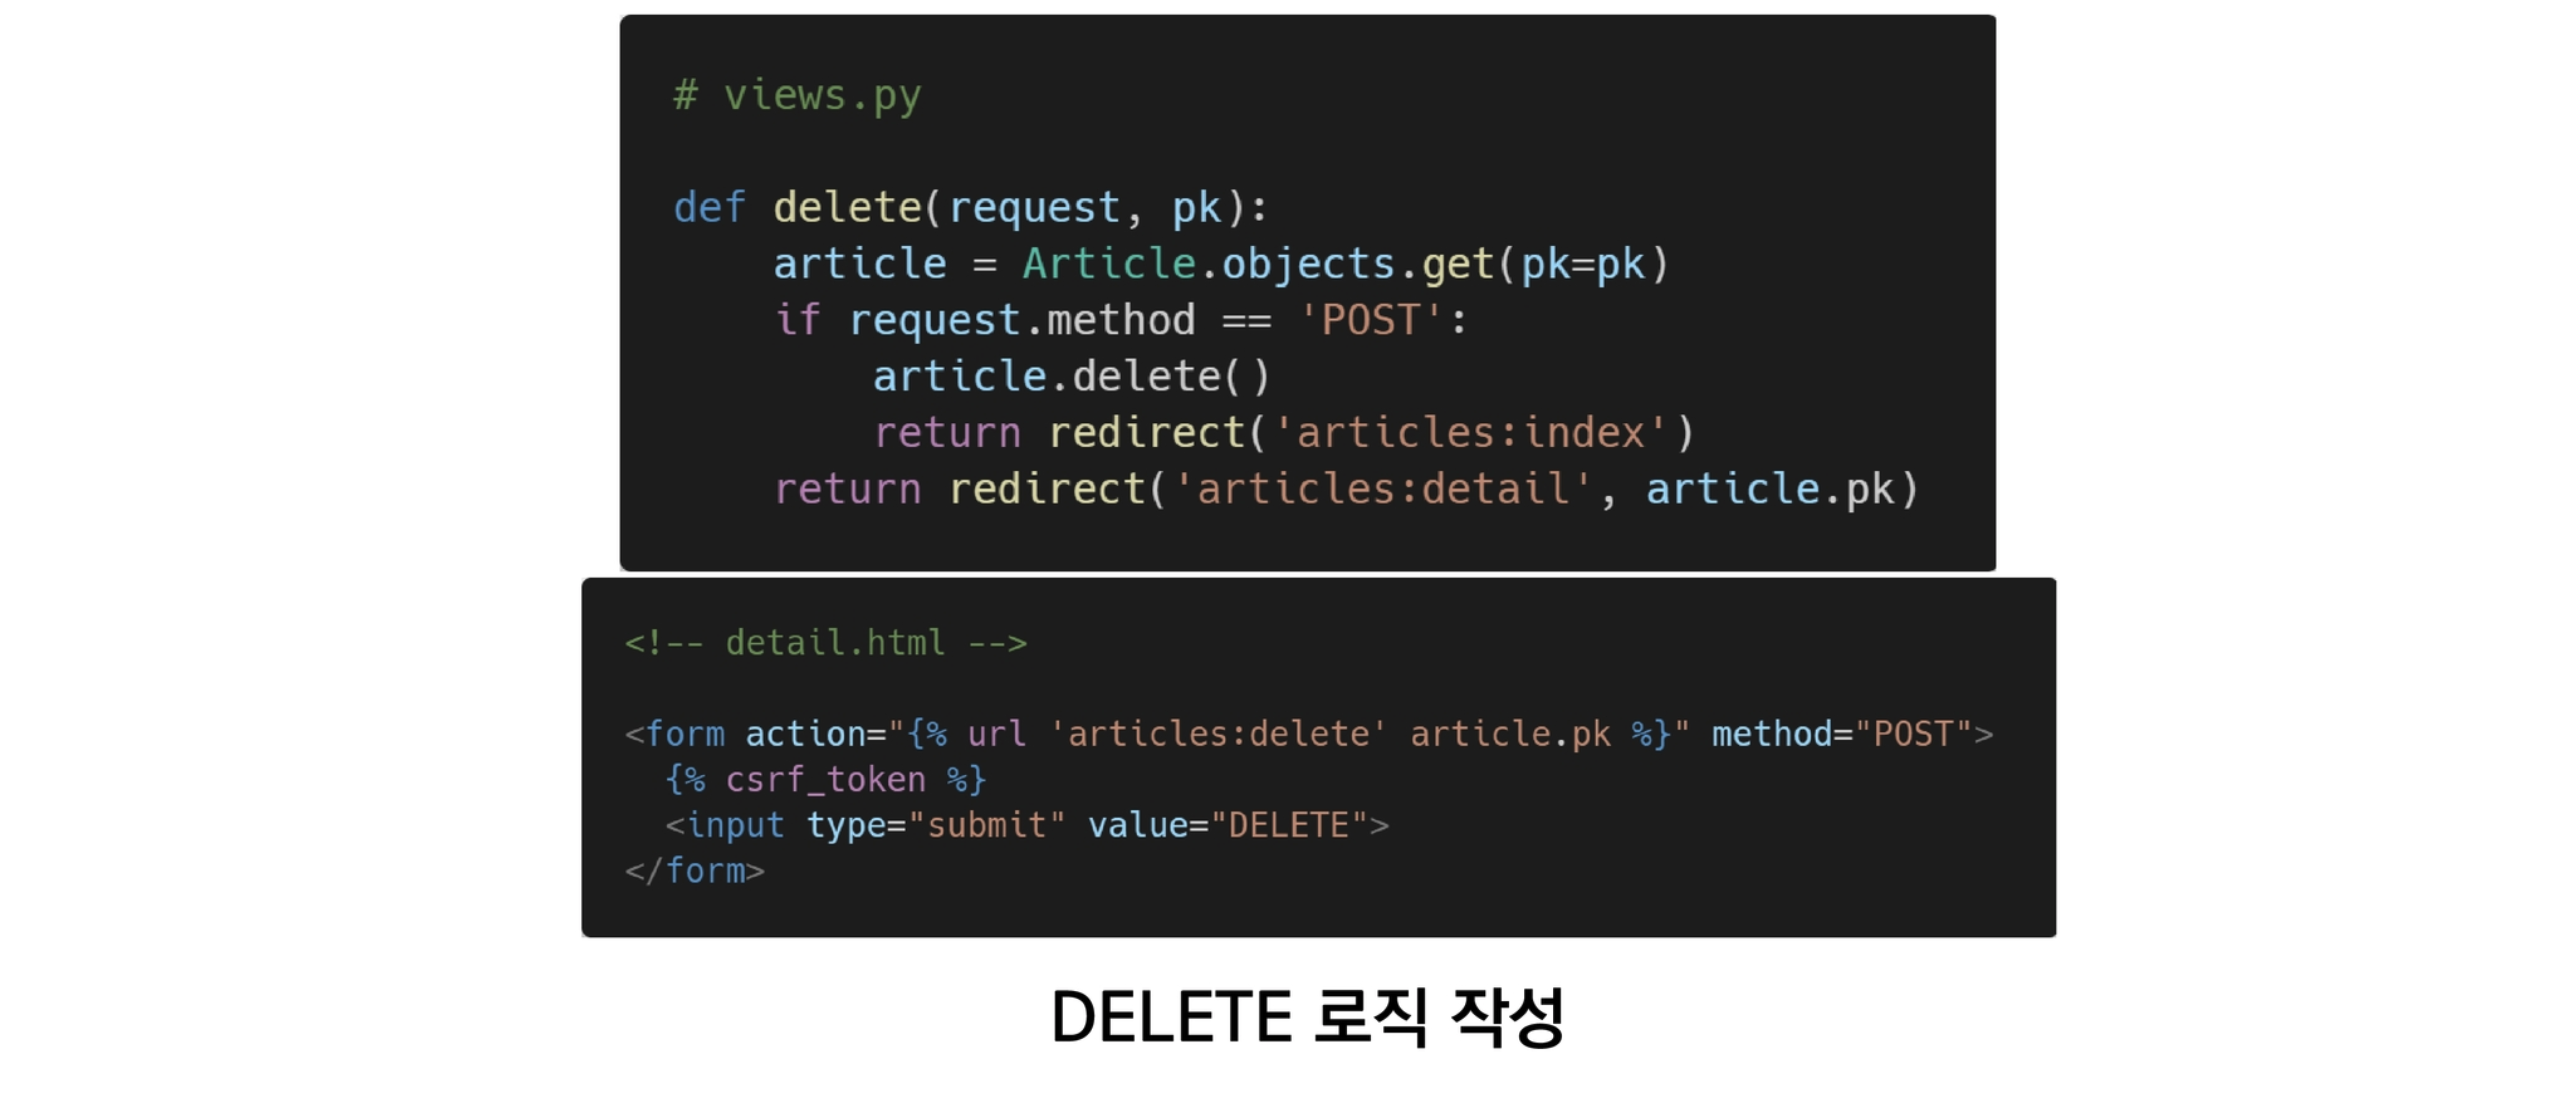 # views.py
def delete(request, pk):
    article = Article.objects.get(pk=pk)
    if request.method == 'POST':
        article.delete()
        return redirect('articles:index')
    return redirect('articles:detail', article.pk)
<!-- detail.html -->
<form action="{% url 'articles:delete' article.pk %}" method="POST">
  {% csrf_token %}
  <input type="submit" value="DELETE">
</form>
DELETE 로직 작성